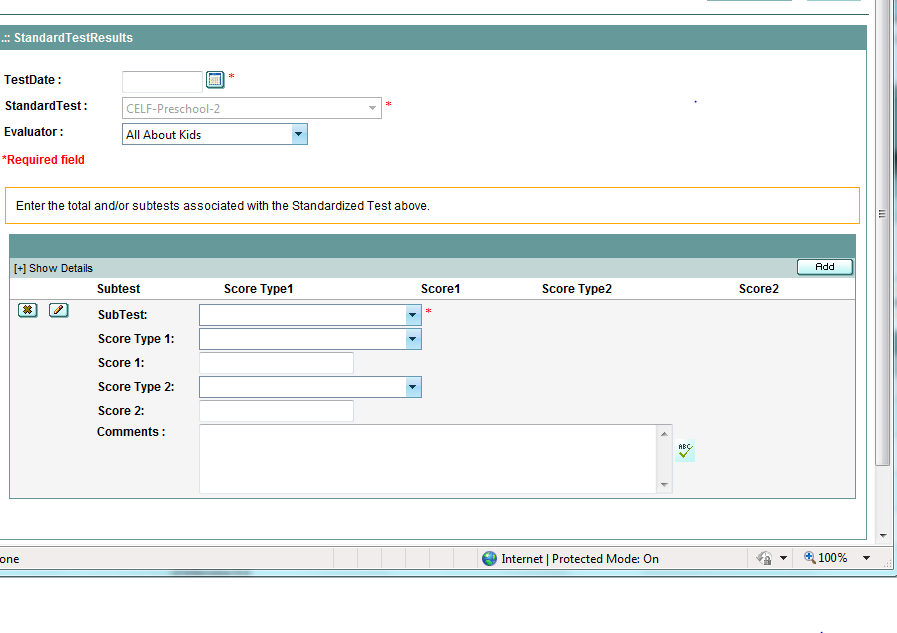 .:: StandardTestResults
TestDate : *
StandardTest : CELF-Preschool-2 *
Evaluator : All About Kids
*Required field
Enter the total and/or subtests associated with the Standardized Test above.
[+] Show Details Add
Subtest Score Type1 Score1 Score Type2 Score2
SubTest: *
Score Type 1:
Score 1:
Score Type 2:
Score 2:
Comments :
ABC
one Internet | Protected Mode: On 100%